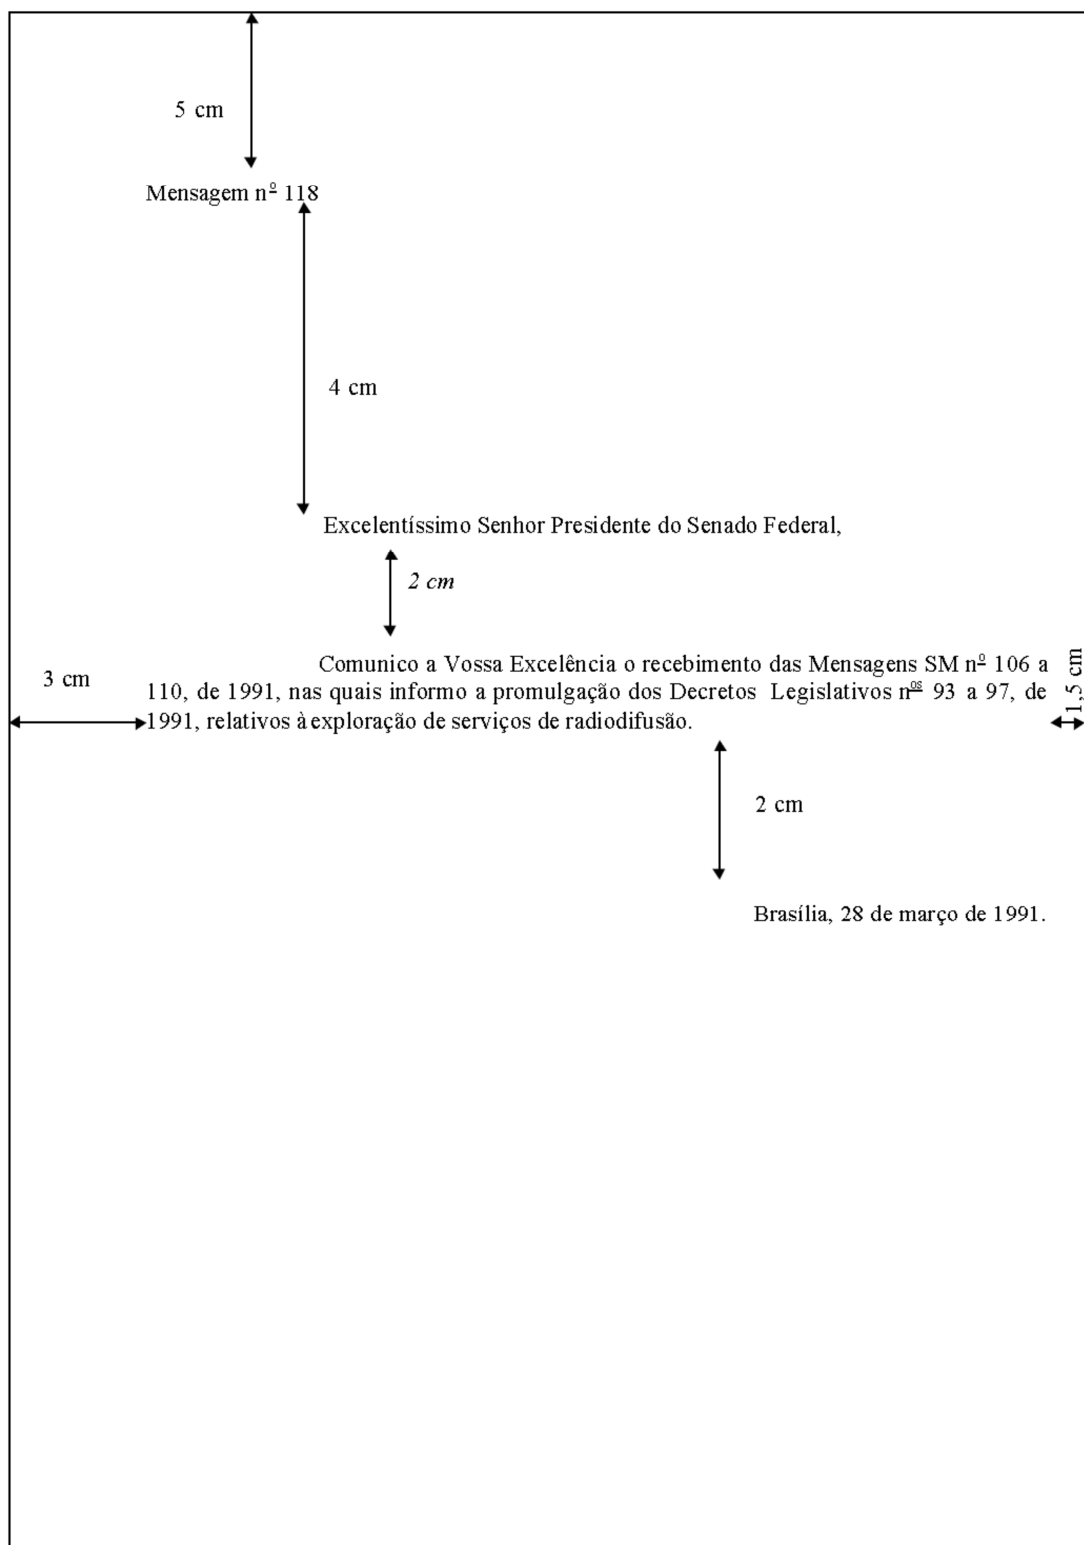 5 cm
Mensagem nº 118
4 cm
Excelentíssimo Senhor Presidente do Senado Federal,
2 cm
Comunico a Vossa Excelência o recebimento das Mensagens SM nº 106 a
110, de 1991, nas quais informo a promulgação dos Decretos Legislativos nºˢ 93 a 97, de
1991, relativos à exploração de serviços de radiodifusão.
3 cm
1,5 cm
2 cm
Brasília, 28 de março de 1991.